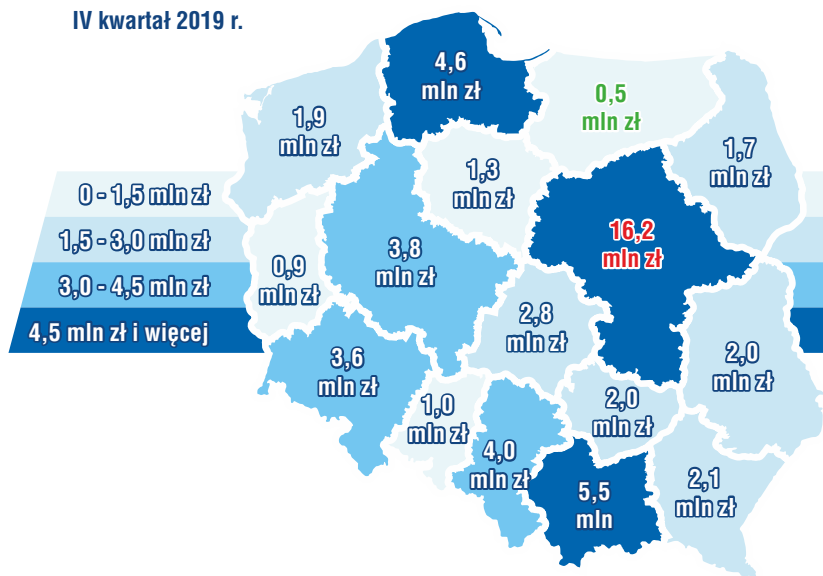 IV kwartał 2019 r.
4,6
mln zł
0,5
mln zł
1,9
mln zł
1,7
mln zł
1,3
mln zł
0 - 1,5 mln zł
1,5 - 3,0 mln zł
3,0 - 4,5 mln zł
4,5 mln zł i więcej
16,2
mln zł
3,8
mln zł
0,9
mln zł
2,8
mln zł
3,6
mln zł
2,0
mln zł
1,0
mln zł
2,0
mln zł
4,0
mln zł
5,5
mln
2,1
mln zł